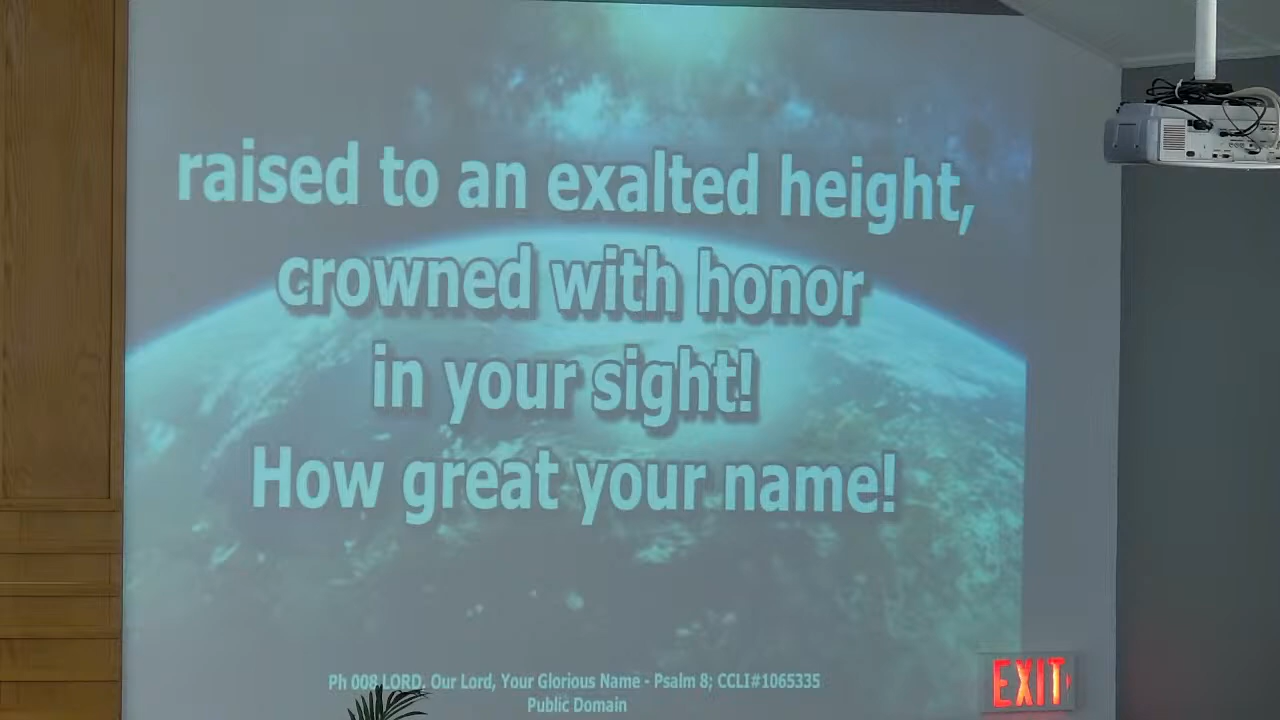 raised to an exalted height,
crowned with honor
in your sight!
How great your name!
Ph 008 LORD, Our Lord, Your Glorious Name - Psalm 8; CCLI#1065335
Public Domain
EXIT